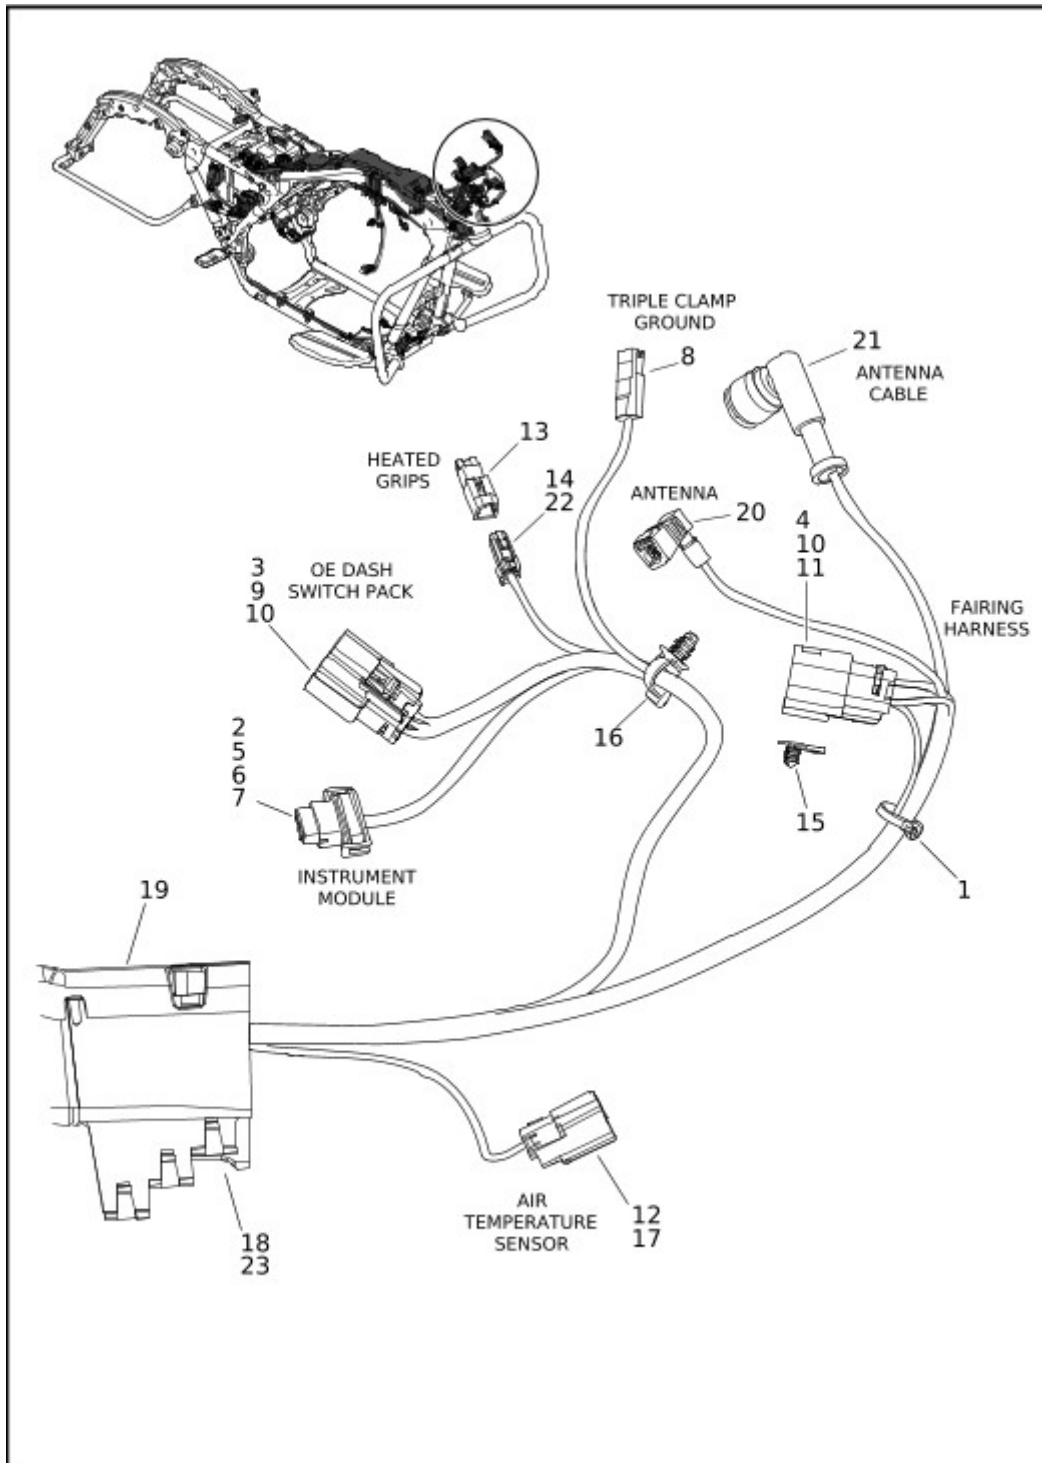 TRIPLE CLAMP
GROUND
8
21
ANTENNA
CABLE
13
HEATED
GRIPS
14
22
ANTENNA
20
4
10
11
3
9
10
OE DASH
SWITCH PACK
FAIRING
HARNESS
16
2
5
6
7
15
1
INSTRUMENT
MODULE
19
AIR
TEMPERATURE
SENSOR
12
17
18
23